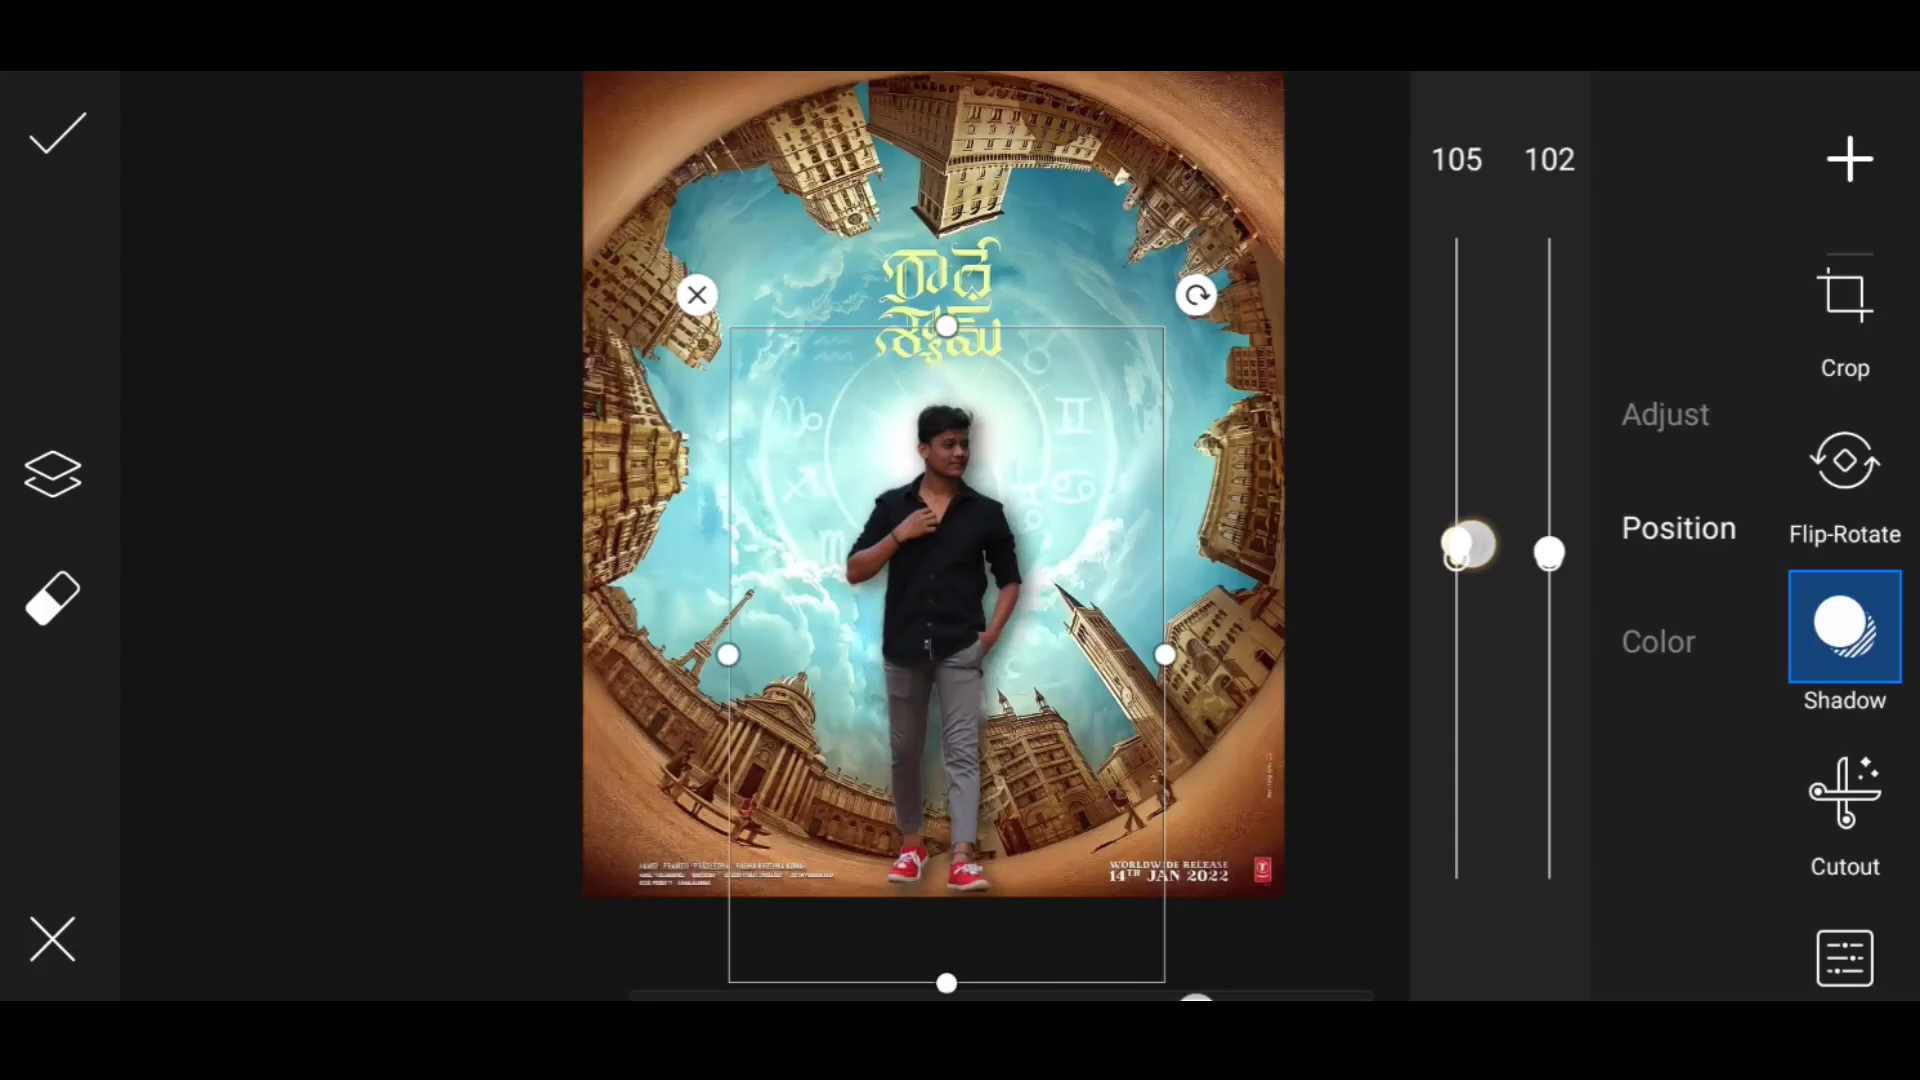 105 102
Crop
Adjust
రాధే
శ్యామ్
Position
Flip-Rotate
Color
Shadow
Cutout
WORLDWIDE RELEASE
14TH JAN 2022